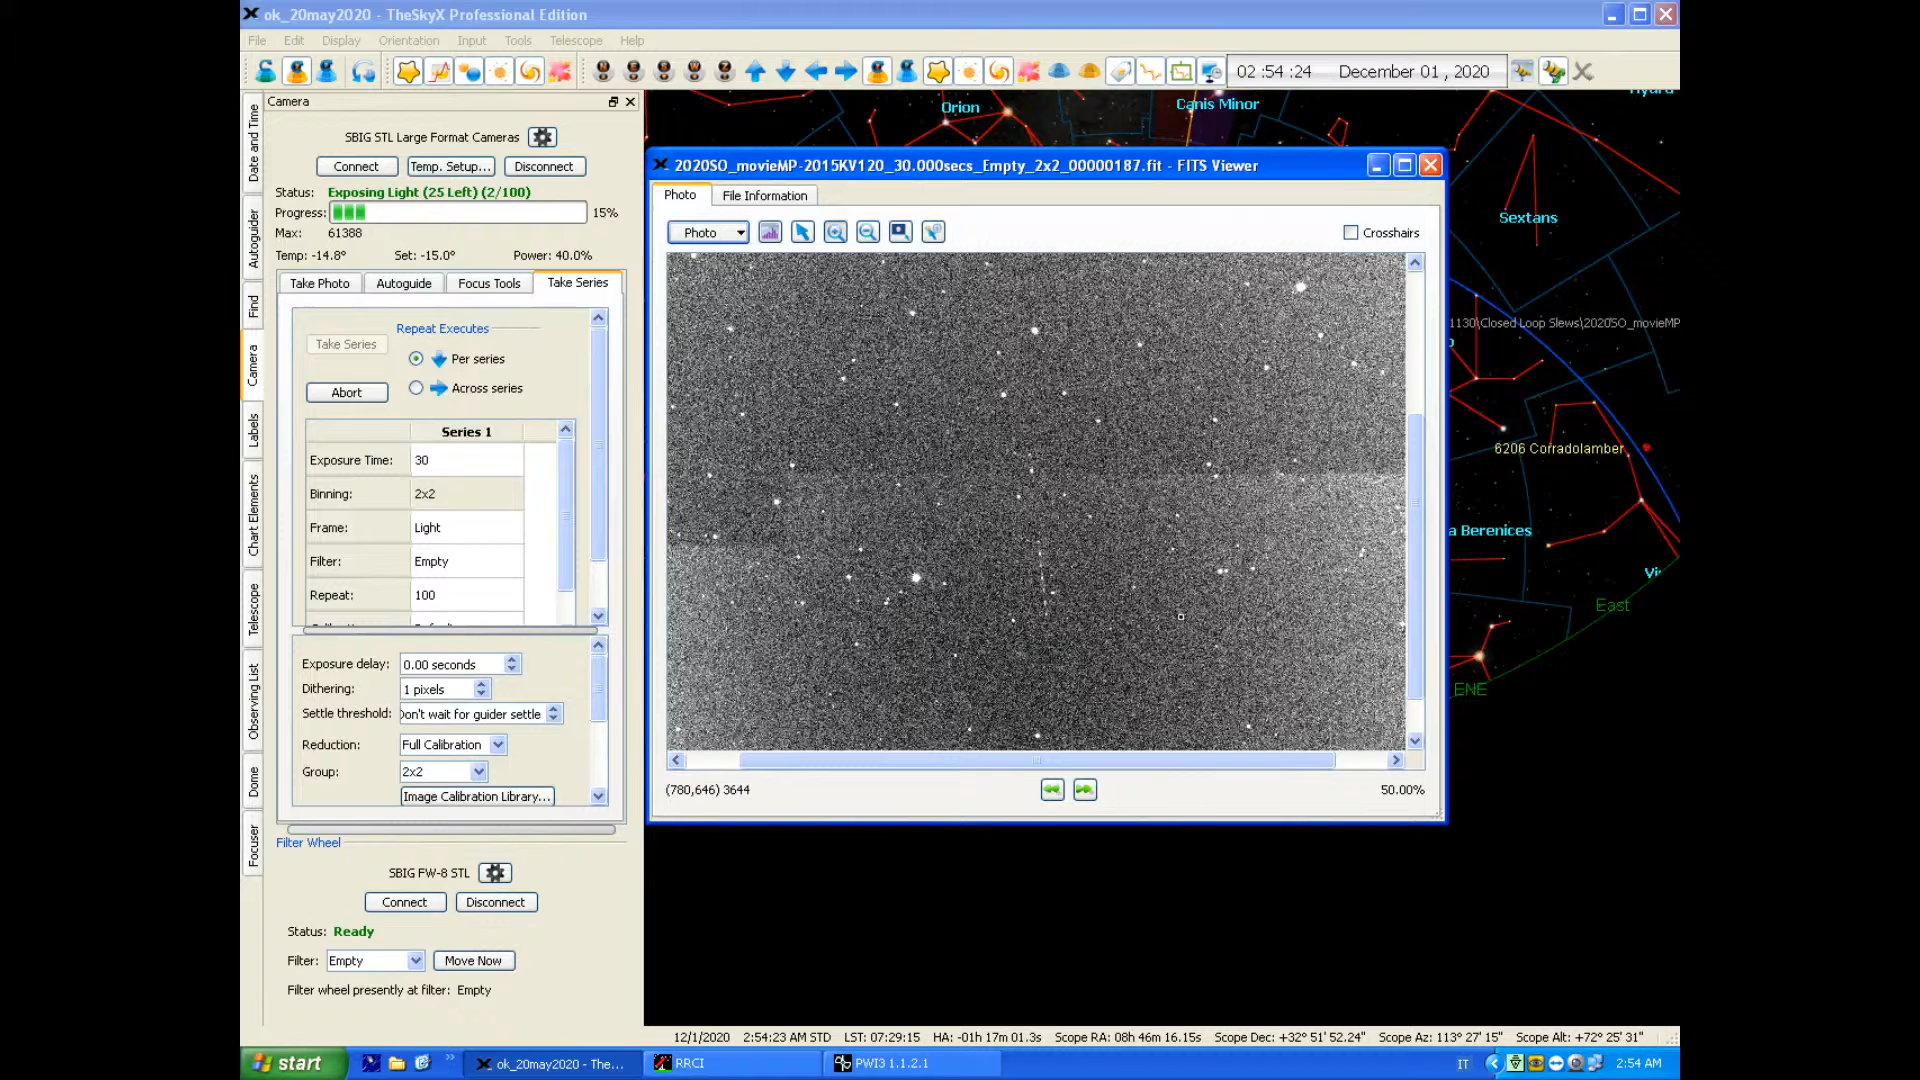 ok_20may2020 - TheSkyX Professional Edition
File Edit Display Orientation Input Tools Telescope Help
N E S W Z
02 :54 :24 December 01 , 2020
Date and Time
Autoguider
Find
Camera
Labels
Chart Elements
Telescope
Observing List
Dome
Focuser
Camera
SBIG STL Large Format Cameras
Connect Temp. Setup... Disconnect
Status: Exposing Light (25 Left) (2/100)
Progress: 15%
Max: 61388
Temp: -14.8° Set: -15.0° Power: 40.0%
Take Photo Autoguide Focus Tools Take Series
Repeat Executes
Take Series
Per series
Abort
Across series
Series 1
Exposure Time: 30
Binning: 2x2
Frame: Light
Filter: Empty
Repeat: 100
Exposure delay: 0.00 seconds
Dithering: 1 pixels
Settle threshold: Don't wait for guider settle
Reduction: Full Calibration
Group: 2x2
Image Calibration Library...
Filter Wheel
SBIG FW-8 STL
Connect Disconnect
Status: Ready
Filter: Empty Move Now
Filter wheel presently at filter: Empty
Orion
Canis Minor
Hydra
2020SO_movieMP-2015KV120_30.000secs_Empty_2x2_00000187.fit - FITS Viewer
Photo File Information
Photo
Crosshairs
(780,646) 3644
50.00%
Sextans
1130\Closed Loop Slews\2020SO_movieMP
6206 Corradolamber
a Berenices
Vi
East
ENE
12/1/2020 2:54:23 AM STD LST: 07:29:15 HA: -01h 17m 01.3s Scope RA: 08h 46m 16.15s Scope Dec: +32° 51' 52.24" Scope Az: 113° 27' 15" Scope Alt: +72° 25' 31"
start
ok_20may2020 - The...
RRCI
PWI3 1.1.2.1
IT
2:54 AM